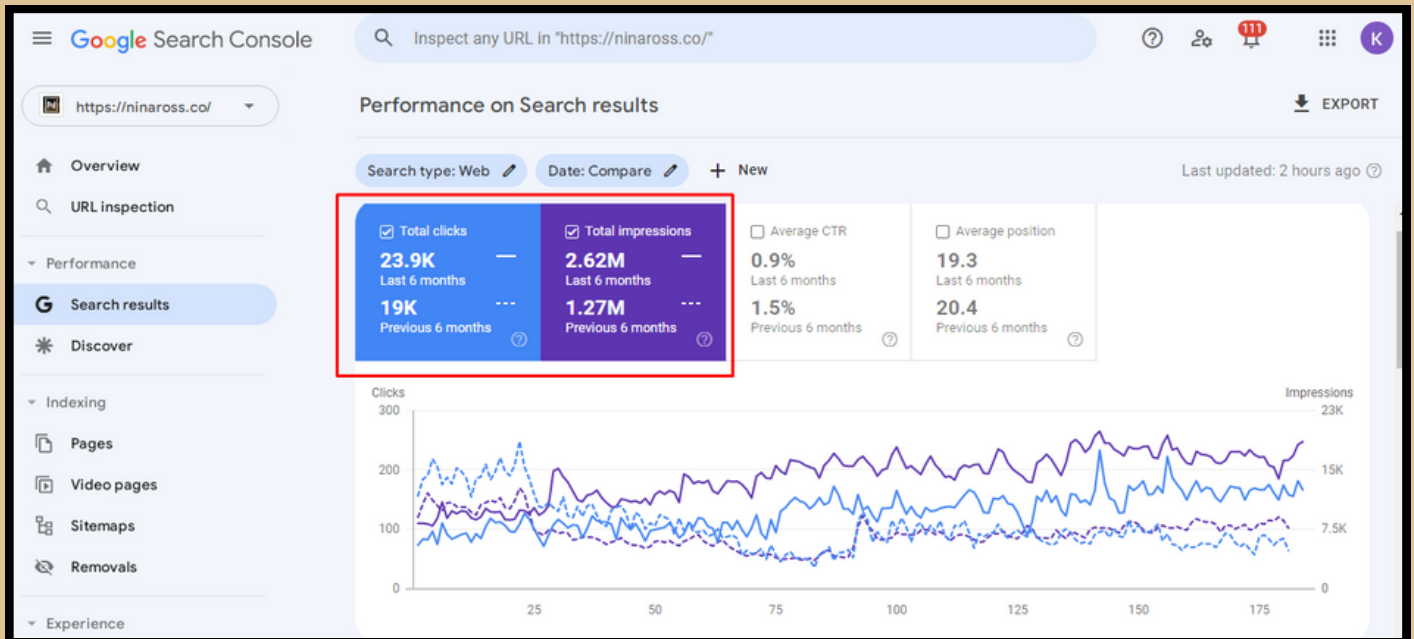 Google Search Console
Inspect any URL in "https://ninaross.co/"
111
K
https://ninaross.co/
Performance on Search results
EXPORT
Overview
URL inspection
Performance
G Search results
Discover
Indexing
Pages
Video pages
Sitemaps
Removals
Experience
Search type: Web
Date: Compare
+ New
Last updated: 2 hours ago
Total clicks
23.9K
Last 6 months
19K
Previous 6 months
Total impressions
2.62M
Last 6 months
1.27M
Previous 6 months
Average CTR
0.9%
Last 6 months
1.5%
Previous 6 months
Average position
19.3
Last 6 months
20.4
Previous 6 months
Clicks
Impressions
300
23K
200
15K
100
7.5K
0
0
25 50 75 100 125 150 175